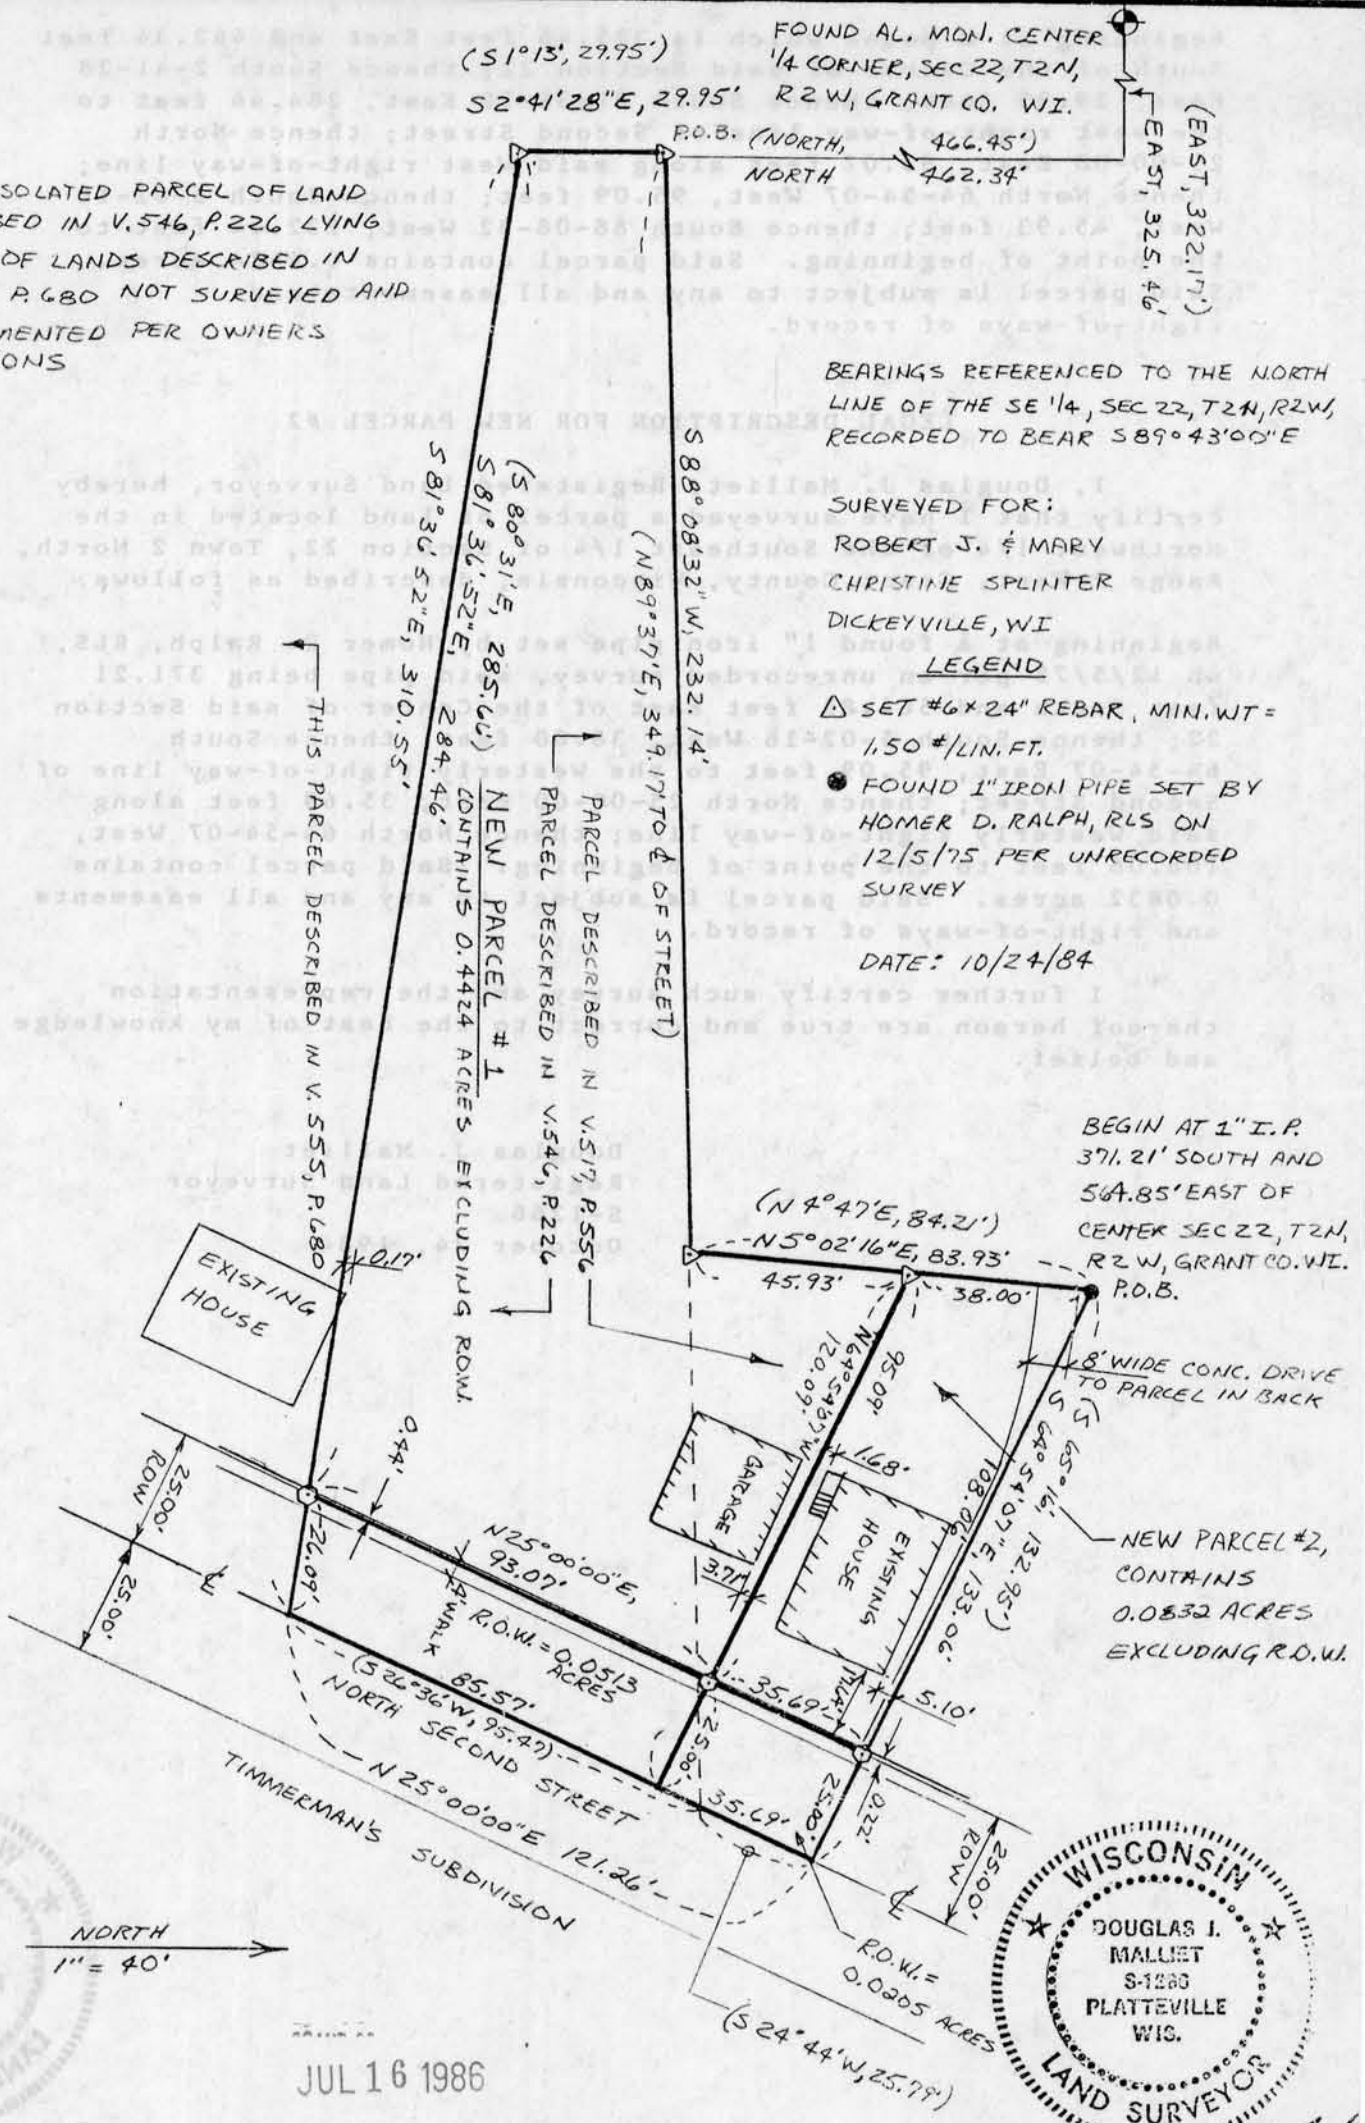 (S 1°13', 29.95')
S 2°41'28"E, 29.95'
FOUND AL. MON. CENTER
1/4 CORNER, SEC 22, T2N,
R2W, GRANT CO. WI.
P.O.B.
(NORTH, 466.45')
NORTH 462.34'
(EAST, 322.17')
EAST, 325.46'
SOLATED PARCEL OF LAND
BED IN V.546, P.226 LYING
OF LANDS DESCRIBED IN
P.680 NOT SURVEYED AND
MENTED PER OWNERS
ONS
BEARINGS REFERENCED TO THE NORTH
LINE OF THE SE 1/4, SEC 22, T2N, R2W,
RECORDED TO BEAR S89°43'00"E
SURVEYED FOR:
ROBERT J. & MARY
CHRISTINE SPLINTER
DICKEYVILLE, WI
LEGEND
△ SET #6×24" REBAR, MIN. WT =
1.50 #/LIN. FT.
● FOUND 1" IRON PIPE SET BY
HOMER D. RALPH, RLS ON
12/5/75 PER UNRECORDED
SURVEY
DATE: 10/24/84
S 88°08'32"W, 232.14'
(N89°37'E, 349.17' TO ℄ OF STREET)
PARCEL DESCRIBED IN V.517, P.556
PARCEL DESCRIBED IN V.546, P.226
NEW PARCEL #1
CONTAINS 0.4424 ACRES EXCLUDING ROW.
(S 80°31'E, 285.66')
S 81°36'52"E, 284.46'
S 81°36'52"E, 310.55'
THIS PARCEL DESCRIBED IN V.555, P.680
BEGIN AT 1" I.P.
371.21' SOUTH AND
564.85' EAST OF
CENTER SEC 22, T2N,
R2W, GRANT CO. WI.
P.O.B.
(N 4°47'E, 84.21')
N 5°02'16"E, 83.93'
45.93'
38.00'
8' WIDE CONC. DRIVE
TO PARCEL IN BACK
EXISTING
HOUSE
0.17'
N64°54'07"W
120.09'
95.09'
(S 65°16', 132.95')
S 64°54'07"E, 133.06'
108.06'
GARAGE
1.68'
EXISTING
HOUSE
3.71'
NEW PARCEL #2,
CONTAINS
0.0832 ACRES
EXCLUDING R.O.W.
0.44'
25.00'
ROW
25.00'
℄
26.09'
N25°00'00"E,
93.07'
4' WALK
R.O.W. = 0.0513
ACRES
85.57'
(S26°36'W, 95.47')
NORTH SECOND STREET
35.69'
5.10'
25.00'
35.69'
25.00'
0.22'
25.00'
ROW
℄
N 25°00'00"E 121.26'
TIMMERMAN'S SUBDIVISION
R.O.W. =
0.0205 ACRES
(S 24°44'W, 25.79')
NORTH
1" = 40'
JUL 16 1986
WISCONSIN
DOUGLAS J.
MALLIET
S-1280
PLATTEVILLE
WIS.
LAND SURVEYOR